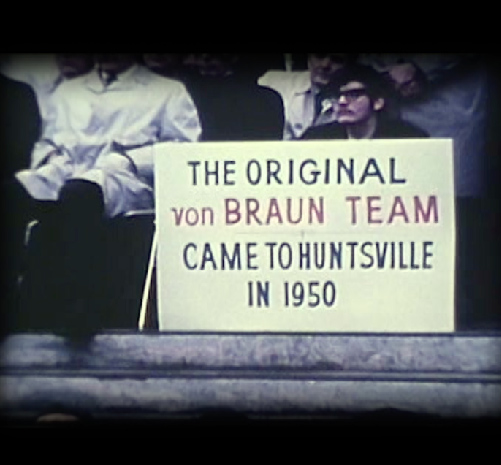 THE ORIGINAL
von BRAUN TEAM
CAME TO HUNTSVILLE
IN 1950